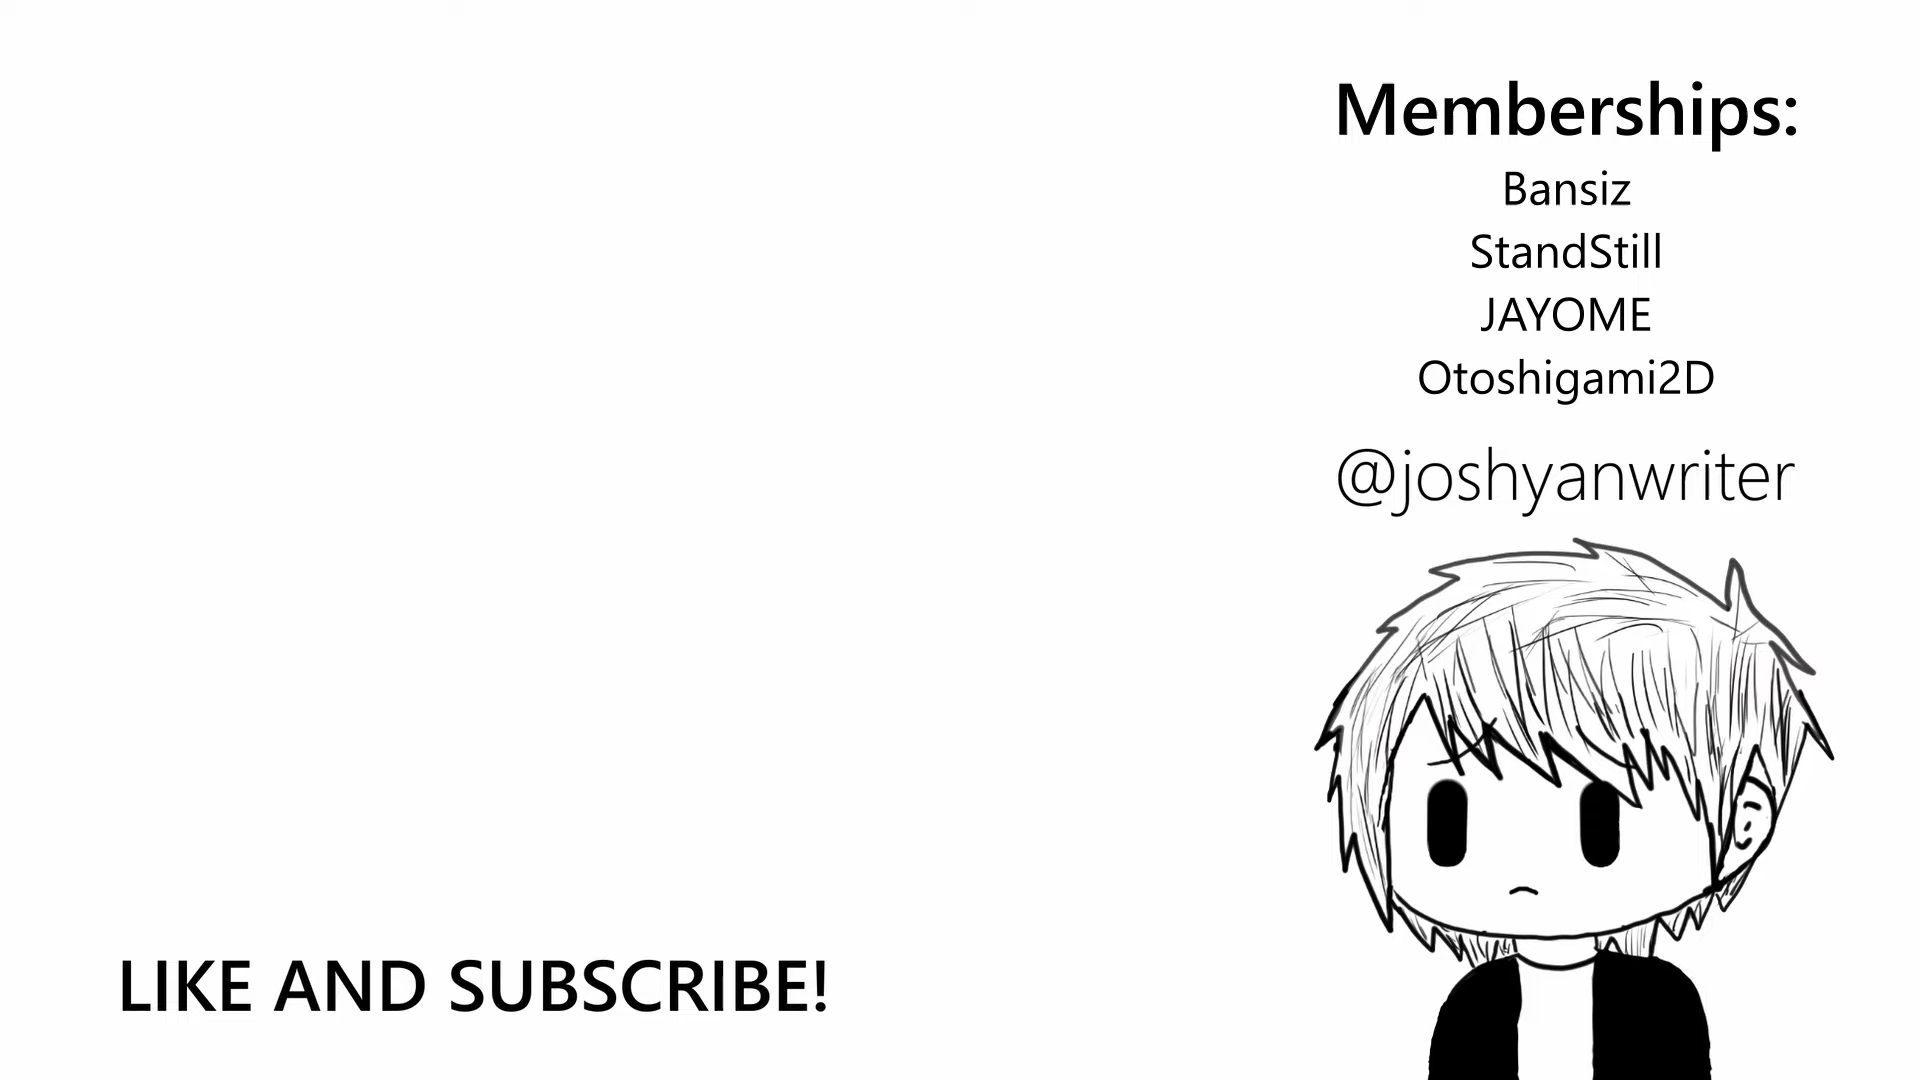 Memberships:
Bansiz
StandStill
JAYOME
Otoshigami2D
@joshyanwriter
LIKE AND SUBSCRIBE!